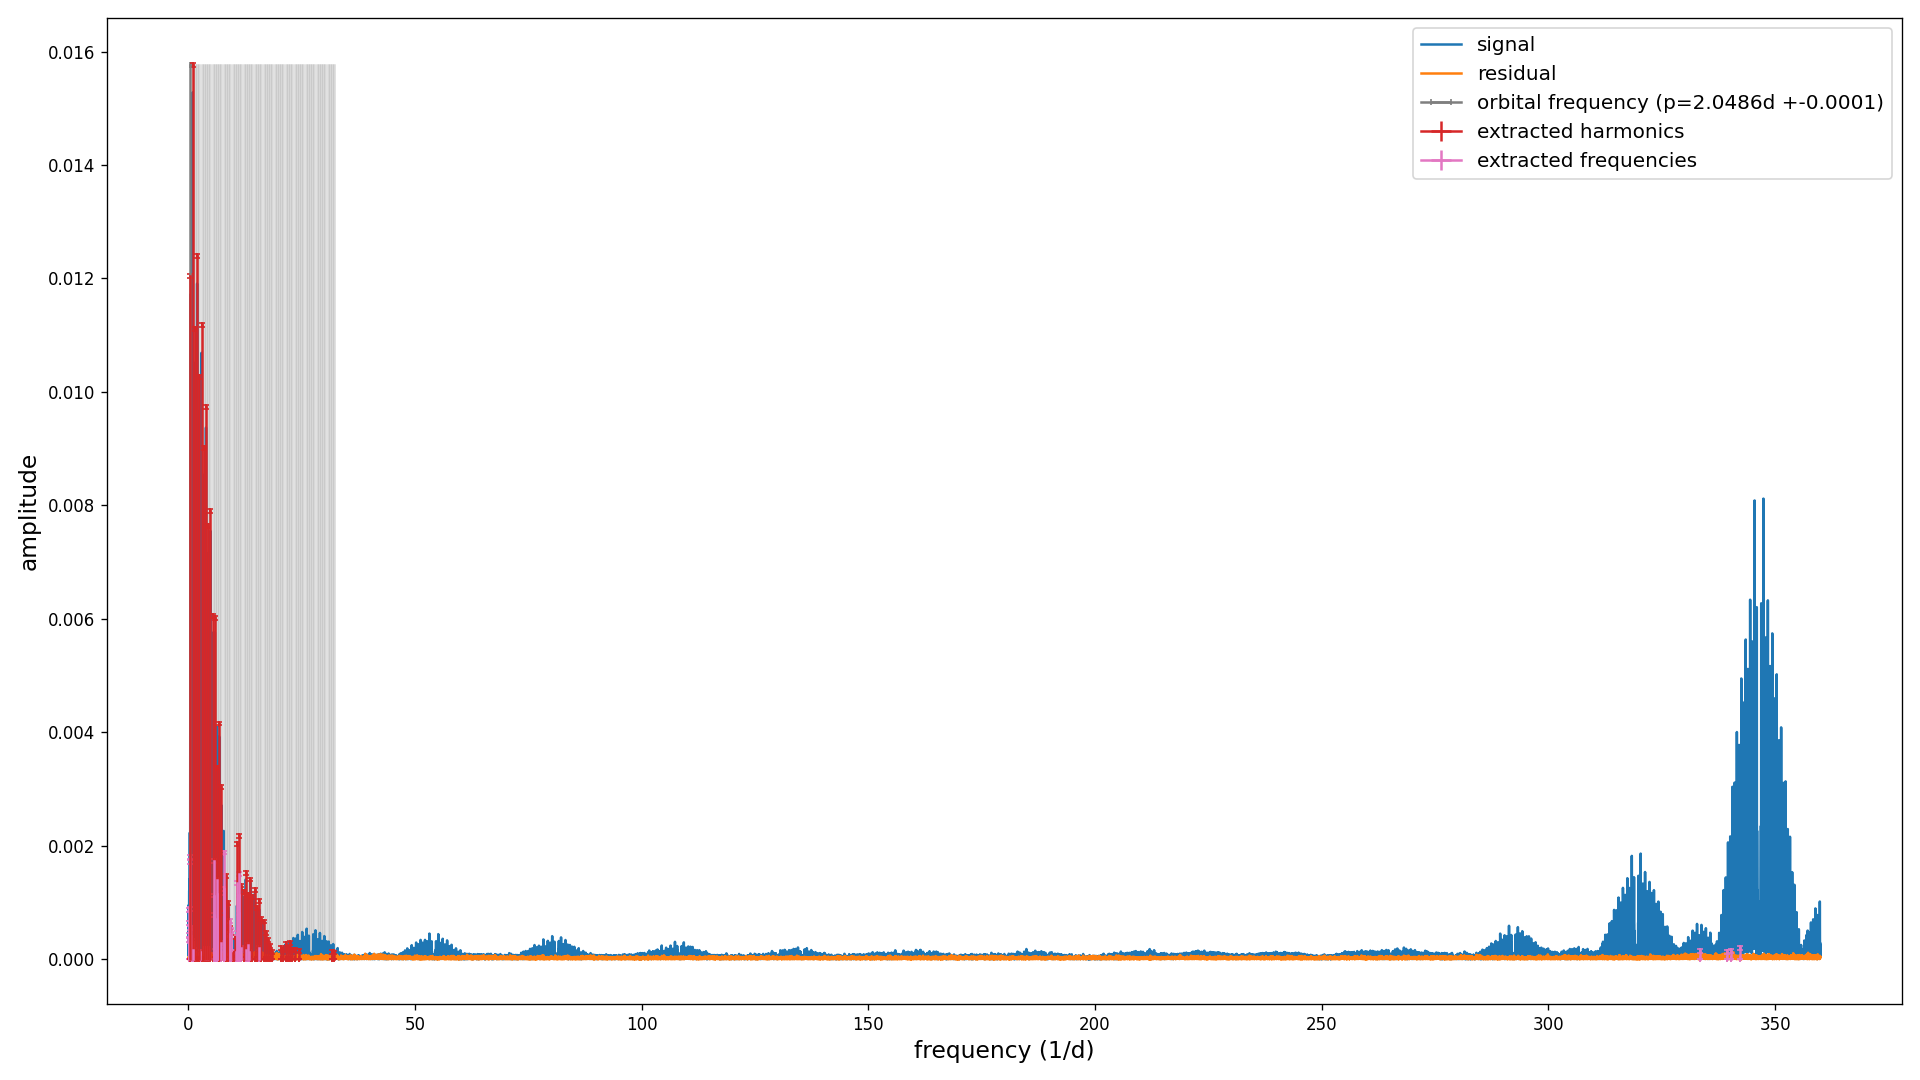 signal
residual
orbital frequency (p=2.0486d +-0.0001)
extracted harmonics
extracted frequencies
amplitude
0.016
0.014
0.012
0.010
0.008
0.006
0.004
0.002
0.000
0 50 100 150 200 250 300 350
frequency (1/d)